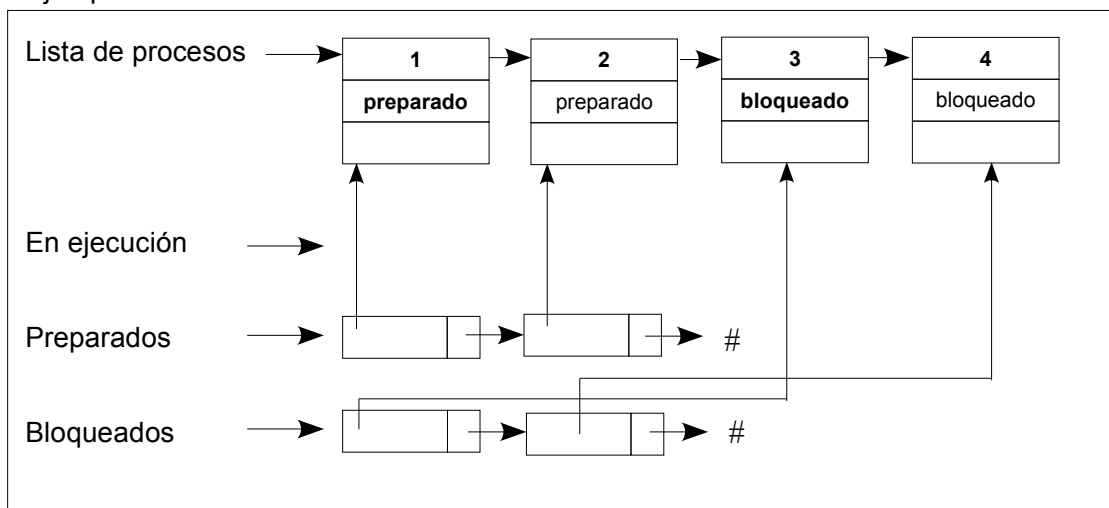 Lista de procesos
1 2 3 4
preparado preparado bloqueado bloqueado
En ejecución
Preparados #
Bloqueados #